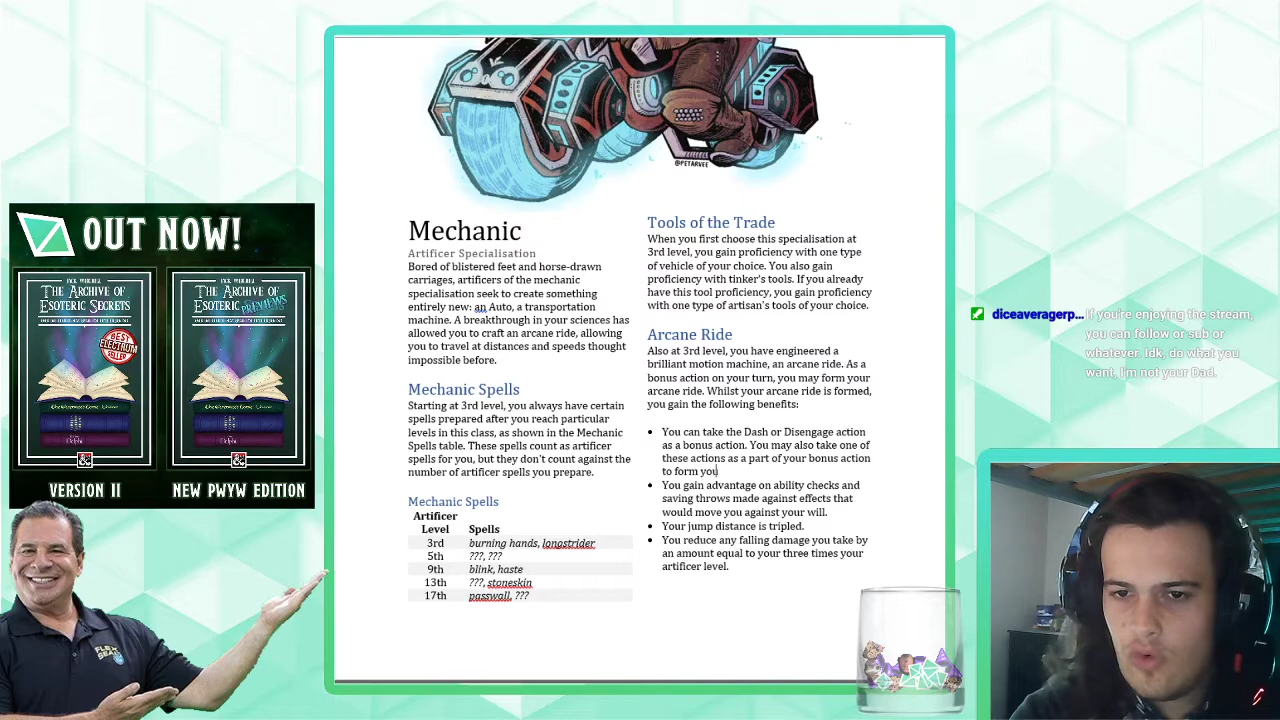 OUT NOW!
THE ARCHIVE OF
ESOTERIC SECRETS
BEST
ELECTRUM
SELLER
THE ARCHIVE OF
ESOTERIC PREVIEWS
VERSION II
NEW PWYW EDITION
@PETARVEE
Mechanic
Artificer Specialisation
Bored of blistered feet and horse-drawn
carriages, artificers of the mechanic
specialisation seek to create something
entirely new: an Auto, a transportation
machine. A breakthrough in your sciences has
allowed you to craft an arcane ride, allowing
you to travel at distances and speeds thought
impossible before.
Mechanic Spells
Starting at 3rd level, you always have certain
spells prepared after you reach particular
levels in this class, as shown in the Mechanic
Spells table. These spells count as artificer
spells for you, but they don't count against the
number of artificer spells you prepare.
Mechanic Spells
Artificer
Level Spells
3rd burning hands, longstrider
5th ???, ???
9th blink, haste
13th ???, stoneskin
17th passwall, ???
Tools of the Trade
When you first choose this specialisation at
3rd level, you gain proficiency with one type
of vehicle of your choice. You also gain
proficiency with tinker's tools. If you already
have this tool proficiency, you gain proficiency
with one type of artisan's tools of your choice.
Arcane Ride
Also at 3rd level, you have engineered a
brilliant motion machine, an arcane ride. As a
bonus action on your turn, you may form your
arcane ride. Whilst your arcane ride is formed,
you gain the following benefits:
• You can take the Dash or Disengage action
as a bonus action. You may also take one of
these actions as a part of your bonus action
to form you
• You gain advantage on ability checks and
saving throws made against effects that
would move you against your will.
• Your jump distance is tripled.
• You reduce any falling damage you take by
an amount equal to your three times your
artificer level.
diceaveragerp... If you're enjoying the stream,
you can follow or sub or
whatever. Idk, do what you
want, I'm not your Dad.